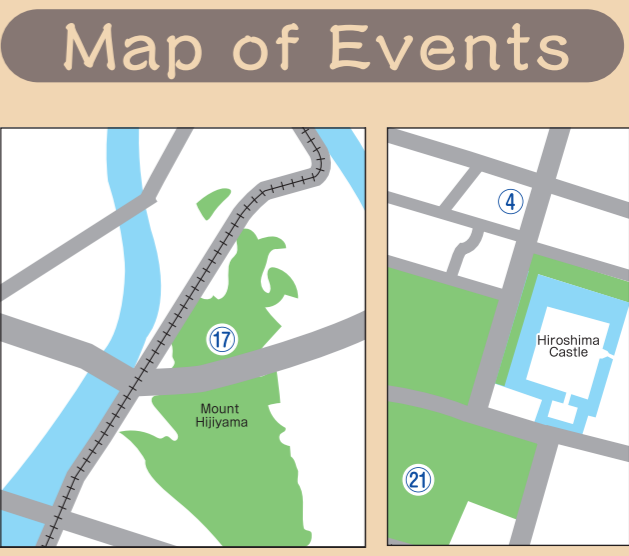 Map of Events
17
Mount
Hijiyama
4
Hiroshima
Castle
21